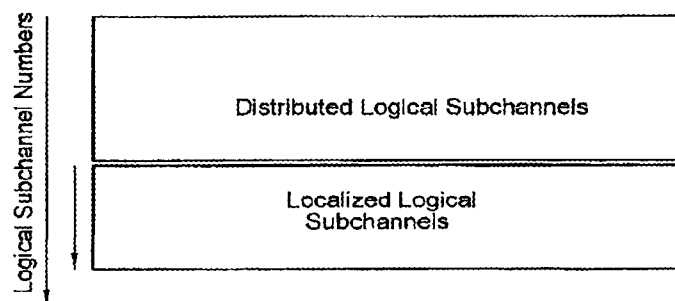 Logical Subchannel Numbers
Distributed Logical Subchannels
Localized Logical
Subchannels